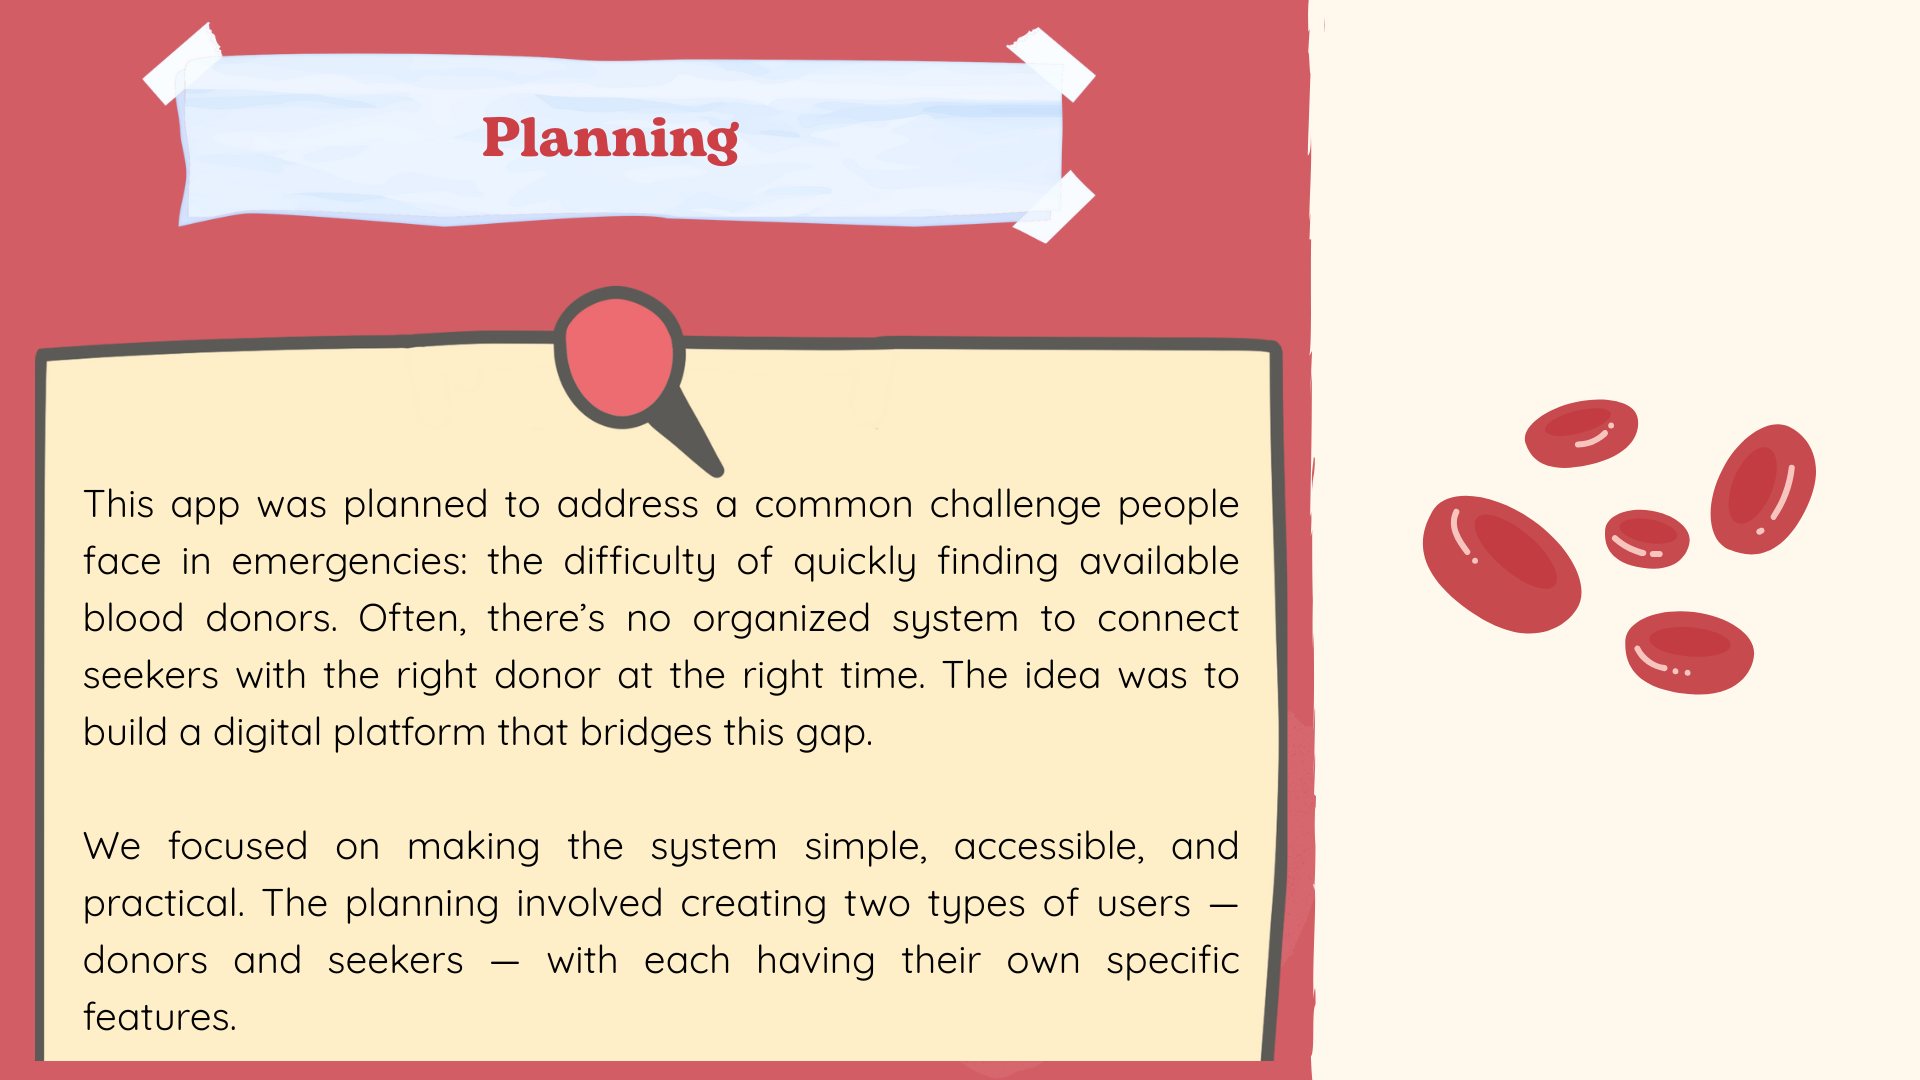 Planning
This app was planned to address a common challenge people
face in emergencies: the difficulty of quickly finding available
blood donors. Often, there’s no organized system to connect
seekers with the right donor at the right time. The idea was to
build a digital platform that bridges this gap.
We focused on making the system simple, accessible, and
practical. The planning involved creating two types of users —
donors and seekers — with each having their own specific
features.